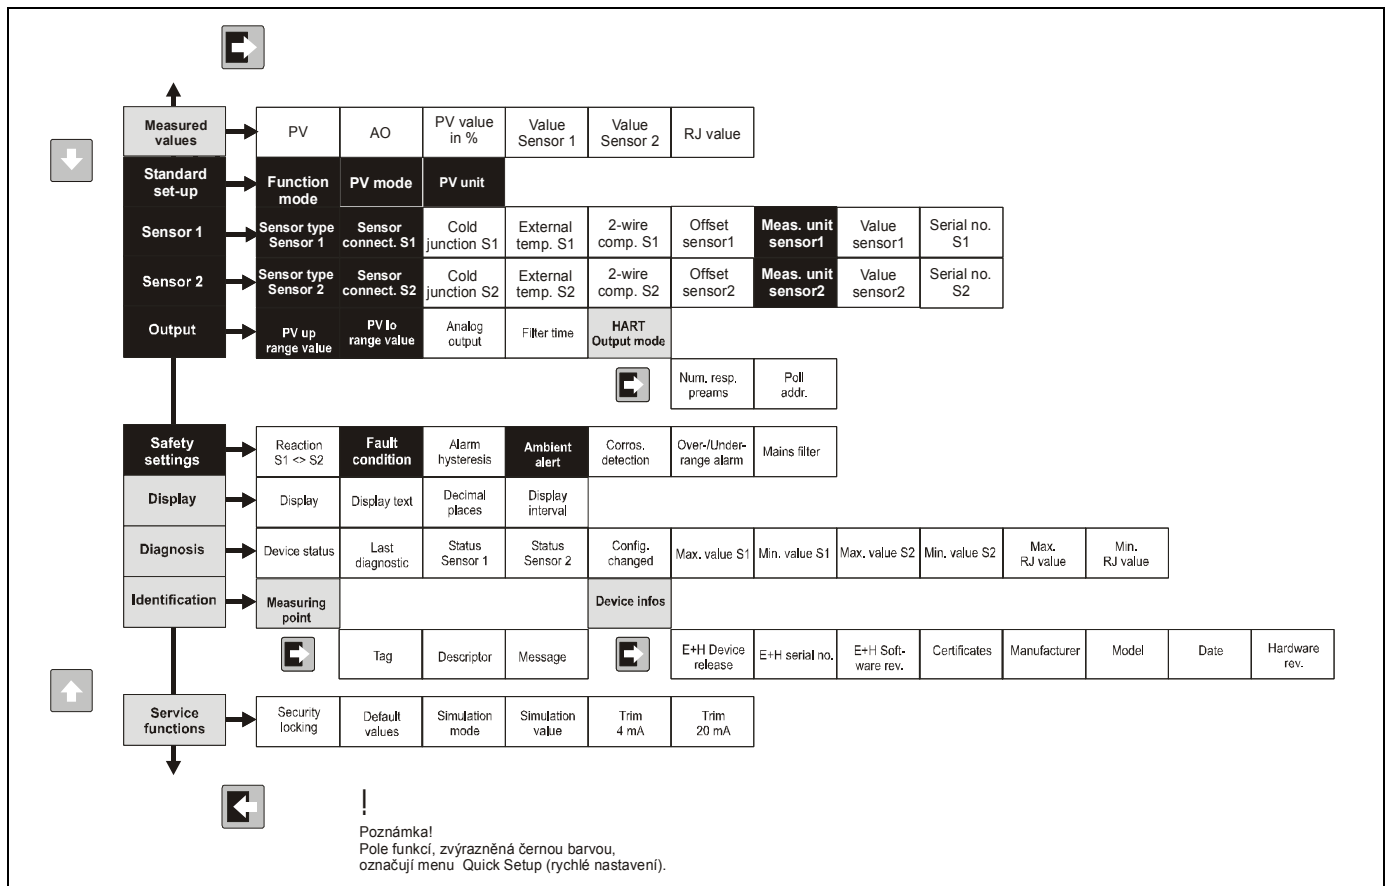 Measured
values
PV
AO
PV value
in %
Value
Sensor 1
Value
Sensor 2
RJ value
Standard
set-up
Function
mode
PV mode
PV unit
Sensor 1
Sensor type
Sensor 1
Sensor
connect. S1
Cold
junction S1
External
temp. S1
2-wire
comp. S1
Offset
sensor1
Meas. unit
sensor1
Value
sensor1
Serial no.
S1
Sensor 2
Sensor type
Sensor 2
Sensor
connect. S2
Cold
junction S2
External
temp. S2
2-wire
comp. S2
Offset
sensor2
Meas. unit
sensor2
Value
sensor2
Serial no.
S2
Output
PV up
range value
PV lo
range value
Analog
output
Filter time
HART
Output mode
Num. resp.
preams
Poll
addr.
Safety
settings
Reaction
S1 <> S2
Fault
condition
Alarm
hysteresis
Ambient
alert
Corros.
detection
Over-/Under-
range alarm
Mains filter
Display
Display
Display text
Decimal
places
Display
interval
Diagnosis
Device status
Last
diagnostic
Status
Sensor 1
Status
Sensor 2
Config.
changed
Max. value S1
Min. value S1
Max. value S2
Min. value S2
Max.
RJ value
Min.
RJ value
Identification
Measuring
point
Device infos
Tag
Descriptor
Message
E+H Device
release
E+H serial no.
E+H Soft-
ware rev.
Certificates
Manufacturer
Model
Date
Hardware
rev.
Service
functions
Security
locking
Default
values
Simulation
mode
Simulation
value
Trim
4 mA
Trim
20 mA
!
Poznámka!
Pole funkcí, zvýrazněná černou barvou,
označují menu Quick Setup (rychlé nastavení).